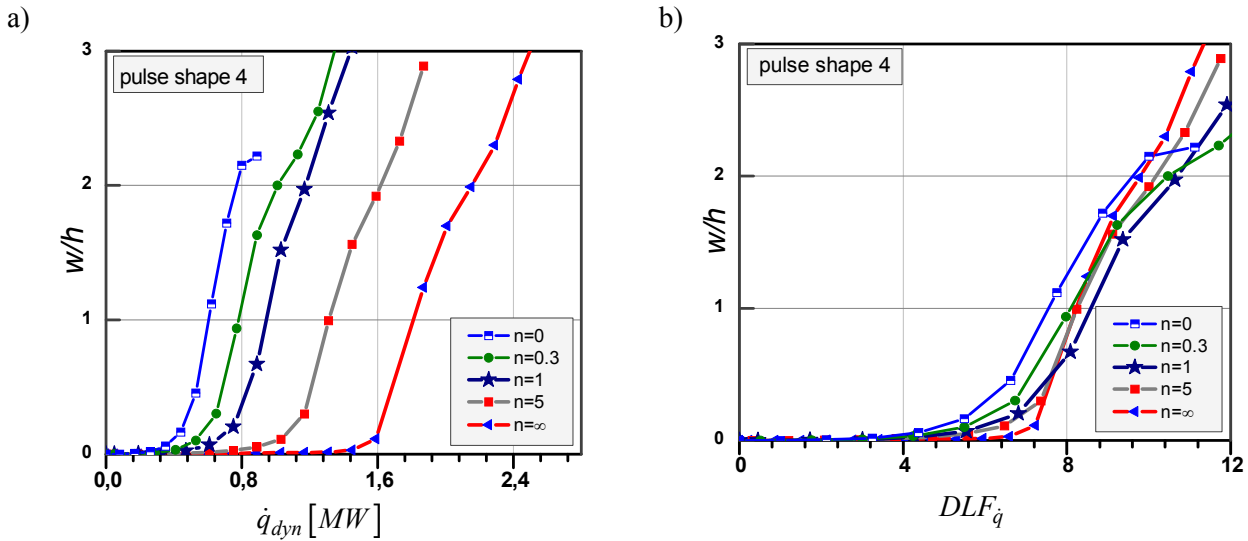 a)
pulse shape 4
w/h
3
2
1
0
n=0
n=0.3
n=1
n=5
n=∞
0,0
0,8
1,6
2,4
q̇dyn [MW]
b)
pulse shape 4
w/h
3
2
1
0
n=0
n=0.3
n=1
n=5
n=∞
0
4
8
12
DLFq̇